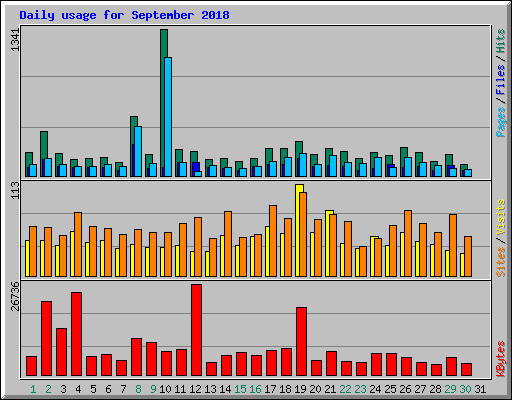 Daily usage for September 2018
1341
Pages / Files / Hits
113
Sites / Visits
26736
KBytes
1 2 3 4 5 6 7 8 9 10 11 12 13 14 15 16 17 18 19 20 21 22 23 24 25 26 27 28 29 30 31